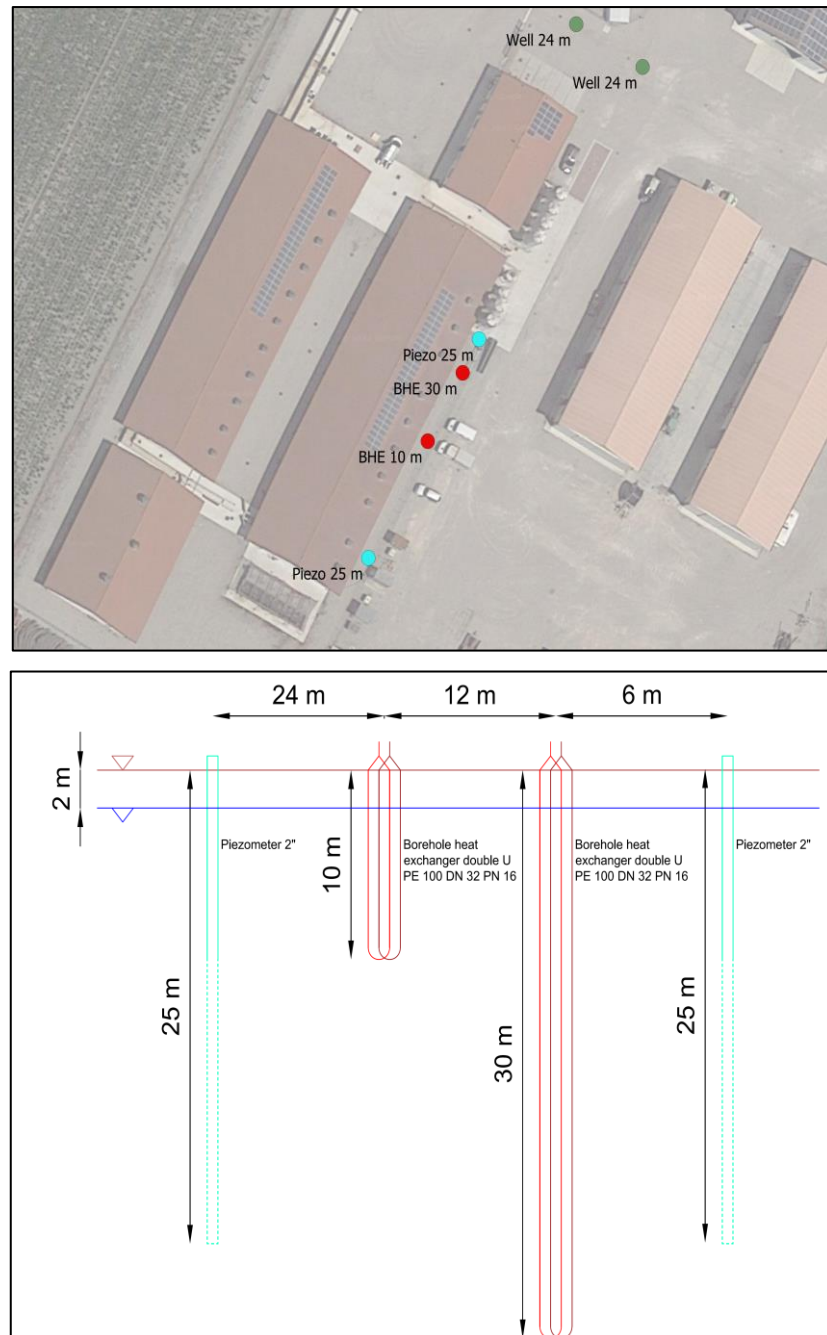 Well 24 m
Well 24 m
Piezo 25 m
BHE 30 m
BHE 10 m
Piezo 25 m
24 m
12 m
6 m
2 m
Piezometer 2"
10 m
Borehole heat
exchanger double U
PE 100 DN 32 PN 16
Borehole heat
exchanger double U
PE 100 DN 32 PN 16
Piezometer 2"
25 m
30 m
25 m